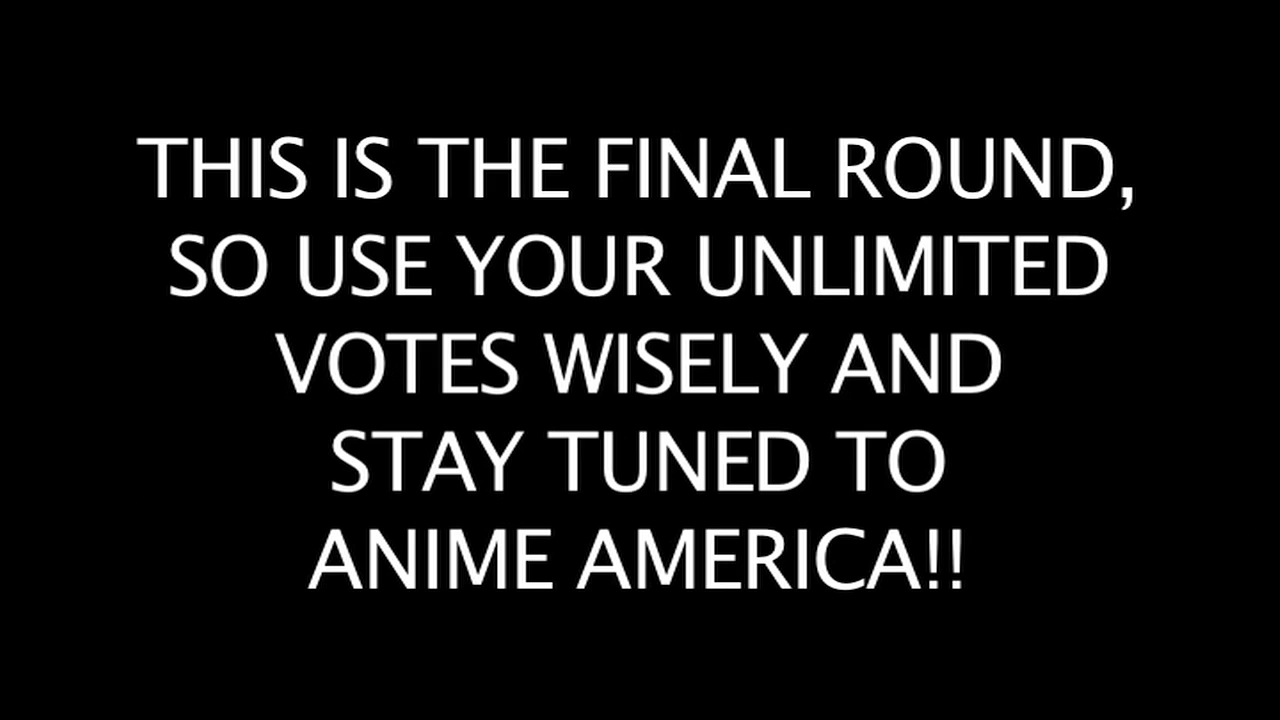 THIS IS THE FINAL ROUND,
SO USE YOUR UNLIMITED
VOTES WISELY AND
STAY TUNED TO
ANIME AMERICA!!